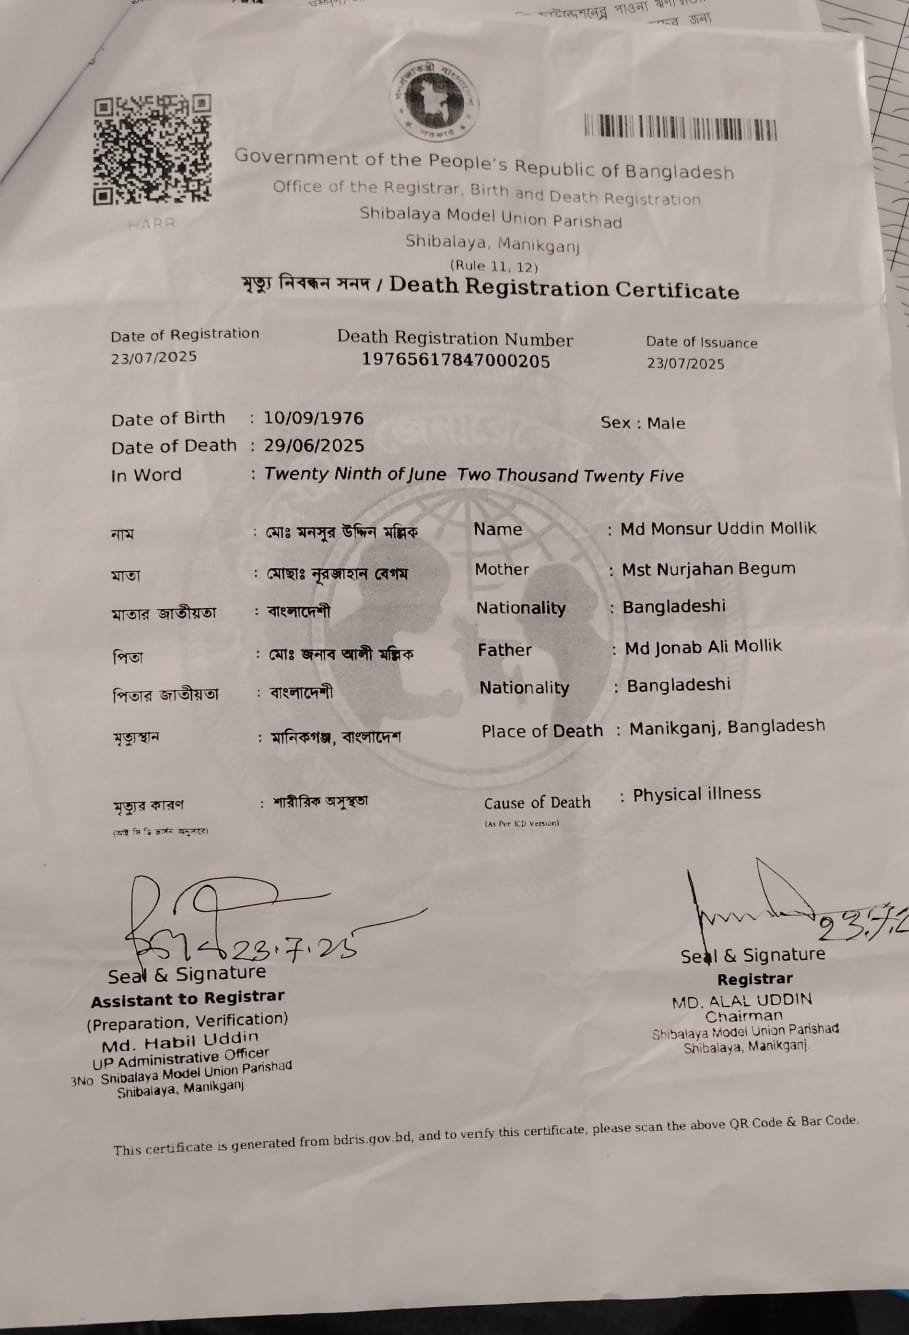 জন্য
HARR
Government of the People's Republic of Bangladesh
Office of the Registrar, Birth and Death Registration
Shibalaya Model Union Parishad
Shibalaya, Manikganj
(Rule 11, 12)
মৃত্যু নিবন্ধন সনদ / Death Registration Certificate
Date of Registration Death Registration Number Date of Issuance
23/07/2025 19765617847000205 23/07/2025
Date of Birth : 10/09/1976 Sex : Male
Date of Death : 29/06/2025
In Word : Twenty Ninth of June Two Thousand Twenty Five
নাম : মোঃ মনসুর উদ্দিন মল্লিক Name : Md Monsur Uddin Mollik
মাতা : মোছাঃ নূরজাহান বেগম Mother : Mst Nurjahan Begum
মাতার জাতীয়তা : বাংলাদেশী Nationality : Bangladeshi
পিতা : মোঃ জনাব আলী মল্লিক Father : Md Jonab Ali Mollik
পিতার জাতীয়তা : বাংলাদেশী Nationality : Bangladeshi
মৃত্যুস্থান : মানিকগঞ্জ, বাংলাদেশ Place of Death : Manikganj, Bangladesh
মৃত্যুর কারণ : শারীরিক অসুস্থতা Cause of Death : Physical illness
(As Per ICD Version)
23.7.25 23.7.2
Seal & Signature Seal & Signature
Assistant to Registrar Registrar
(Preparation, Verification) MD. ALAL UDDIN
Md. Habil Uddin Chairman
UP Administrative Officer Shibalaya Model Union Parishad
3No Shibalaya Model Union Parishad Shibalaya, Manikganj.
Shibalaya, Manikganj
This certificate is generated from bdris.gov.bd, and to verify this certificate, please scan the above QR Code & Bar Code.